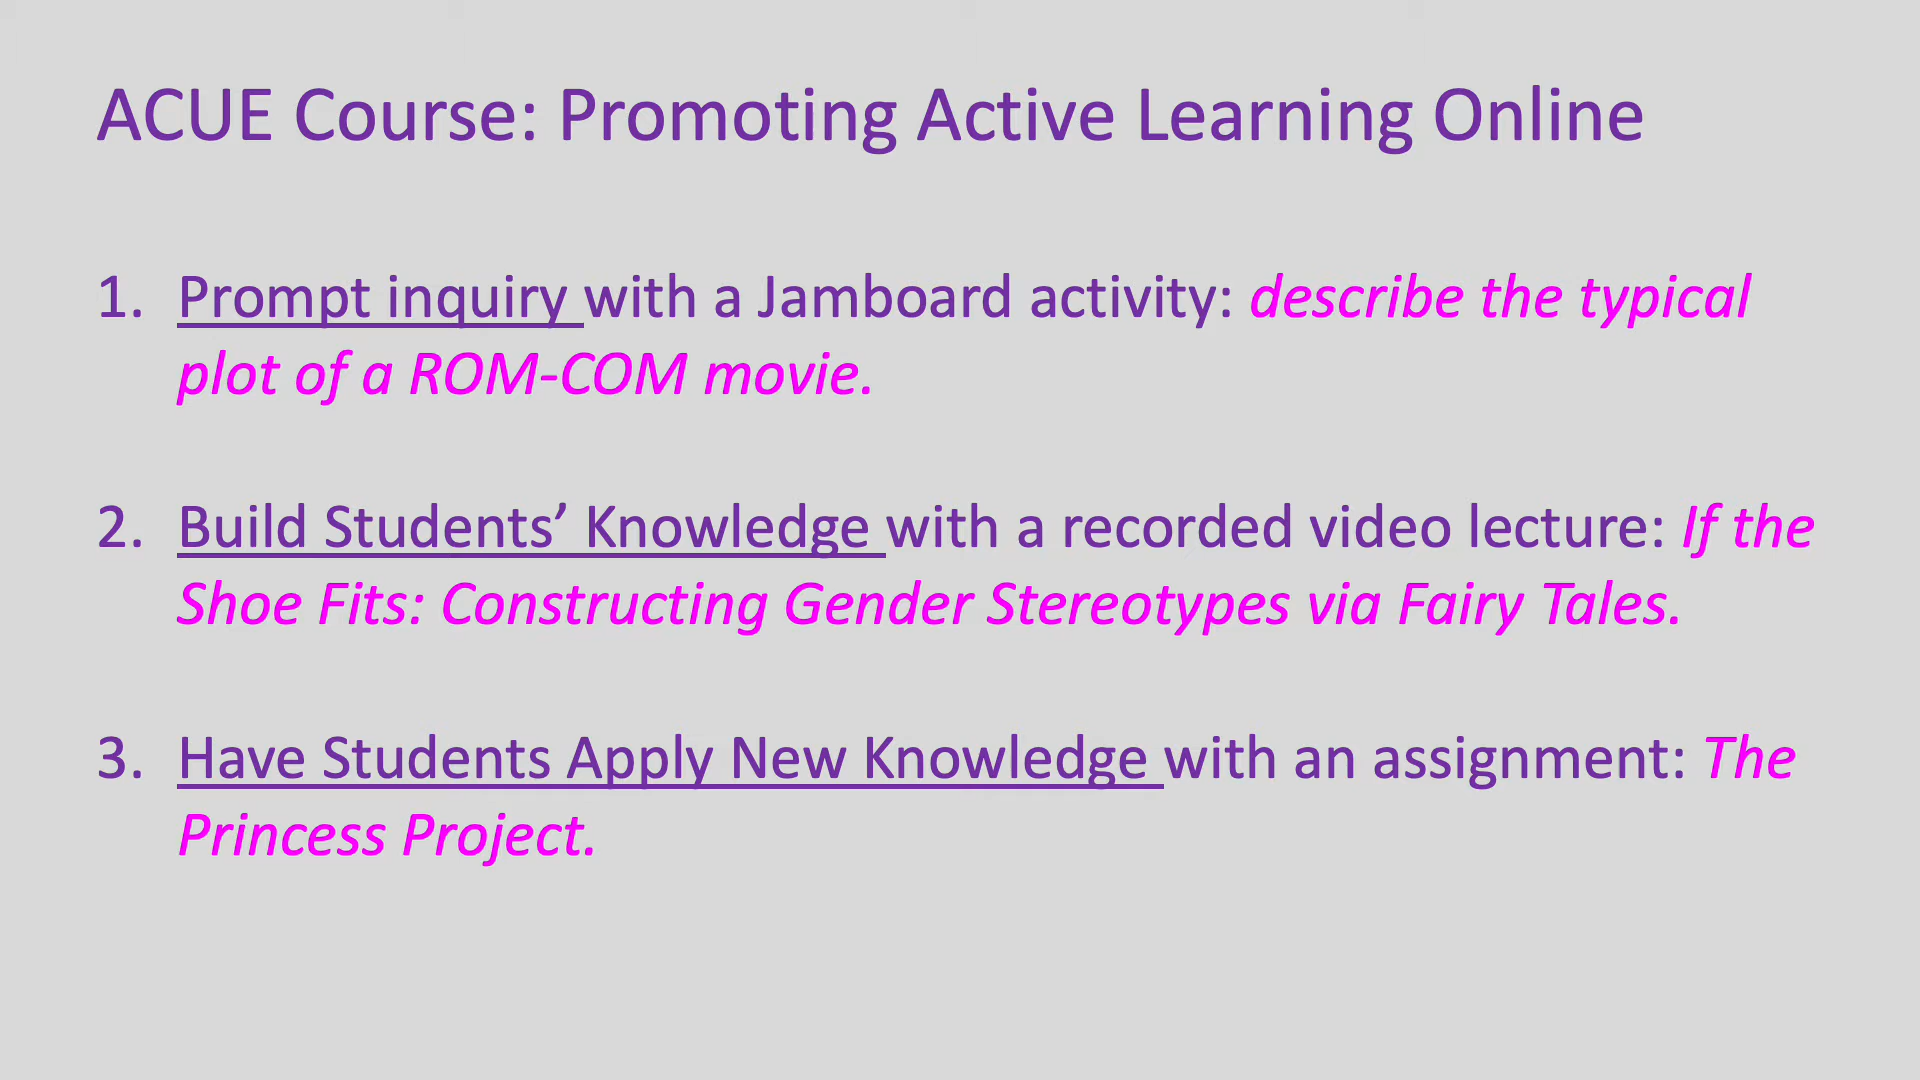 ACUE Course: Promoting Active Learning Online
1. Prompt inquiry with a Jamboard activity: describe the typical
plot of a ROM-COM movie.
2. Build Students’ Knowledge with a recorded video lecture: If the
Shoe Fits: Constructing Gender Stereotypes via Fairy Tales.
3. Have Students Apply New Knowledge with an assignment: The
Princess Project.